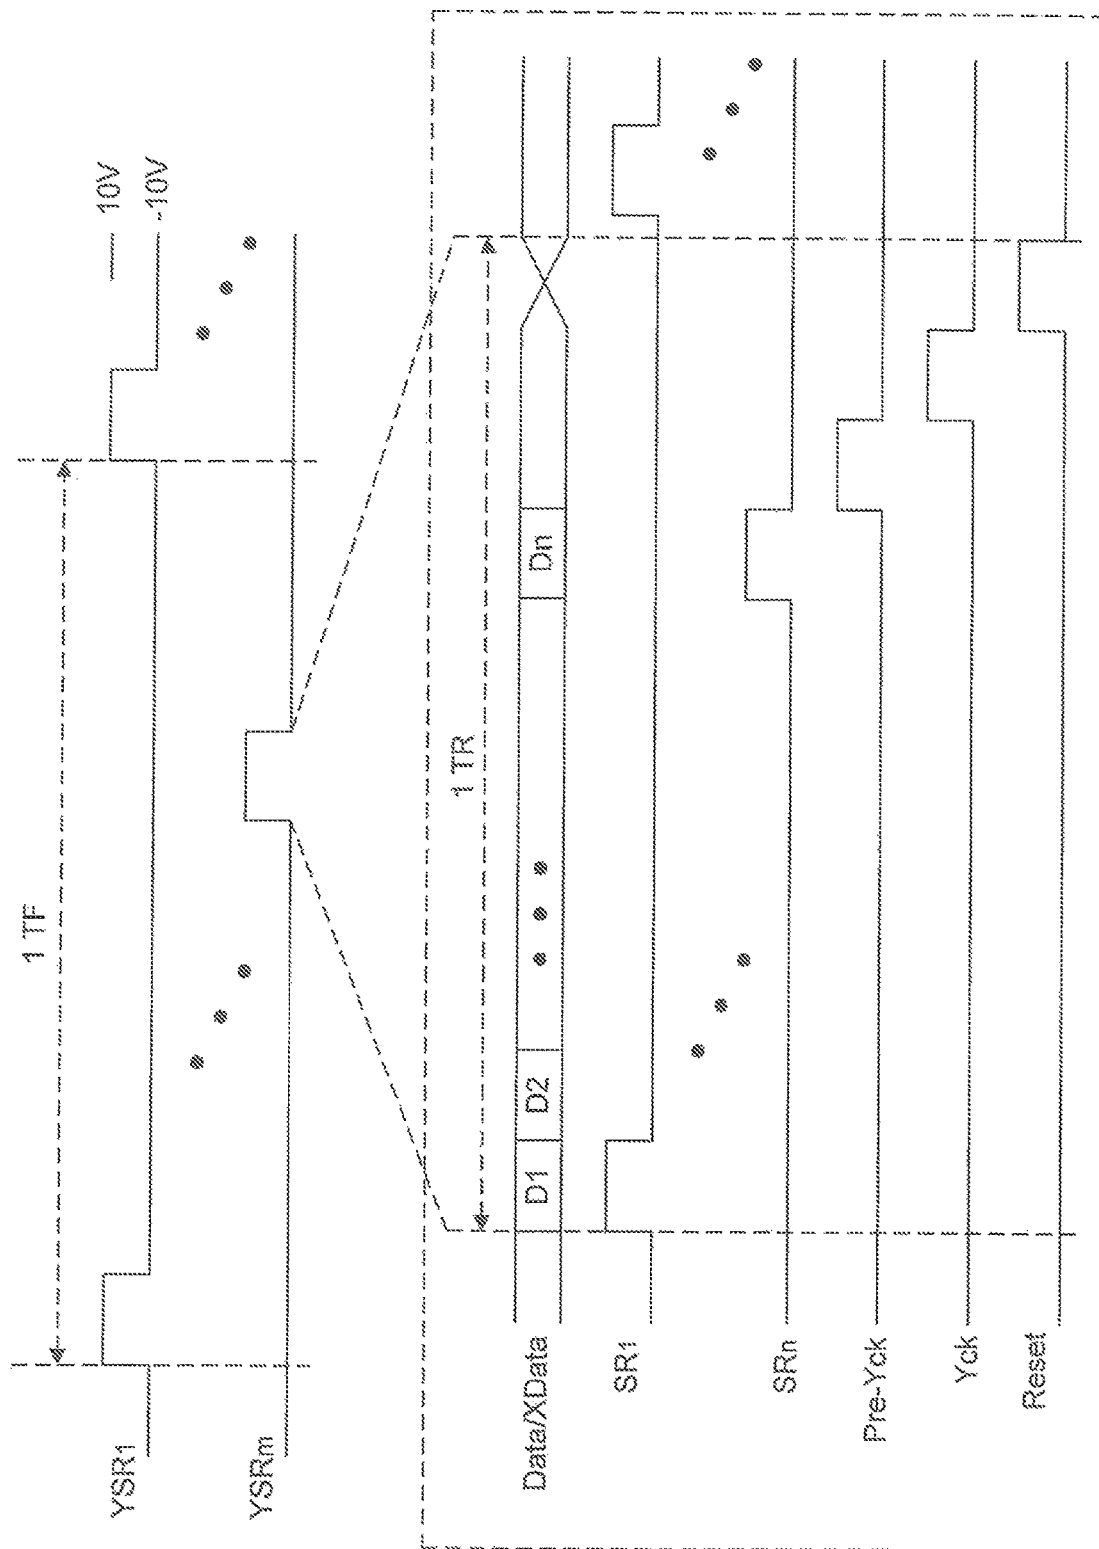 1 TF
10V
-10V
YSR1
YSRm
1 TR
Data/XData
D1
D2
Dn
SR1
SRn
Pre-Yck
Yck
Reset